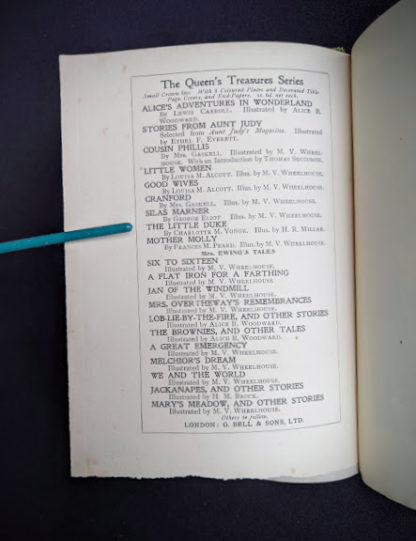 The Queen's Treasures Series
Small Crown 8vo. With 8 Coloured Plates and Decorated Title-
Page, Covers, and End-Papers. 2s. 6d. net each.
ALICE'S ADVENTURES IN WONDERLAND
By Lewis Carroll. Illustrated by Alice B.
Woodward.
STORIES FROM AUNT JUDY
Selected from Aunt Judy's Magazine. Illustrated
by Ethel F. Everett.
COUSIN PHILLIS
By Mrs. Gaskell. Illustrated by M. V. Wheel-
house. With an Introduction by Thomas Seccombe.
LITTLE WOMEN
By Louisa M. Alcott. Illus. by M. V. Wheelhouse.
GOOD WIVES
By Louisa M. Alcott. Illus. by M. V. Wheelhouse.
CRANFORD
By Mrs. Gaskell. Illus. by M. V. Wheelhouse.
SILAS MARNER
By George Eliot. Illus. by M. V. Wheelhouse.
THE LITTLE DUKE
By Charlotte M. Yonge. Illus. by H. R. Millar.
MOTHER MOLLY
By Frances M. Peard. Illus. by M. V. Wheelhouse.
Mrs. EWING'S TALES
SIX TO SIXTEEN
Illustrated by M. V. Wheelhouse.
A FLAT IRON FOR A FARTHING
Illustrated by M. V. Wheelhouse
JAN OF THE WINDMILL
Illustrated by M. V. Wheelhouse.
MRS. OVERTHEWAY'S REMEMBRANCES
Illustrated by M. V. Wheelhouse.
LOB-LIE-BY-THE-FIRE, AND OTHER STORIES
Illustrated by Alice B. Woodward.
THE BROWNIES, AND OTHER TALES
Illustrated by Alice B. Woodward.
A GREAT EMERGENCY
Illustrated by M. V. Wheelhouse.
MELCHIOR'S DREAM
Illustrated by M. V. Wheelhouse.
WE AND THE WORLD
Illustrated by M. V. Wheelhouse.
JACKANAPES, AND OTHER STORIES
Illustrated by H. M. Brock.
MARY'S MEADOW, AND OTHER STORIES
Illustrated by M. V. Wheelhouse.
Others to follow.
LONDON: G. BELL & SONS, LTD.